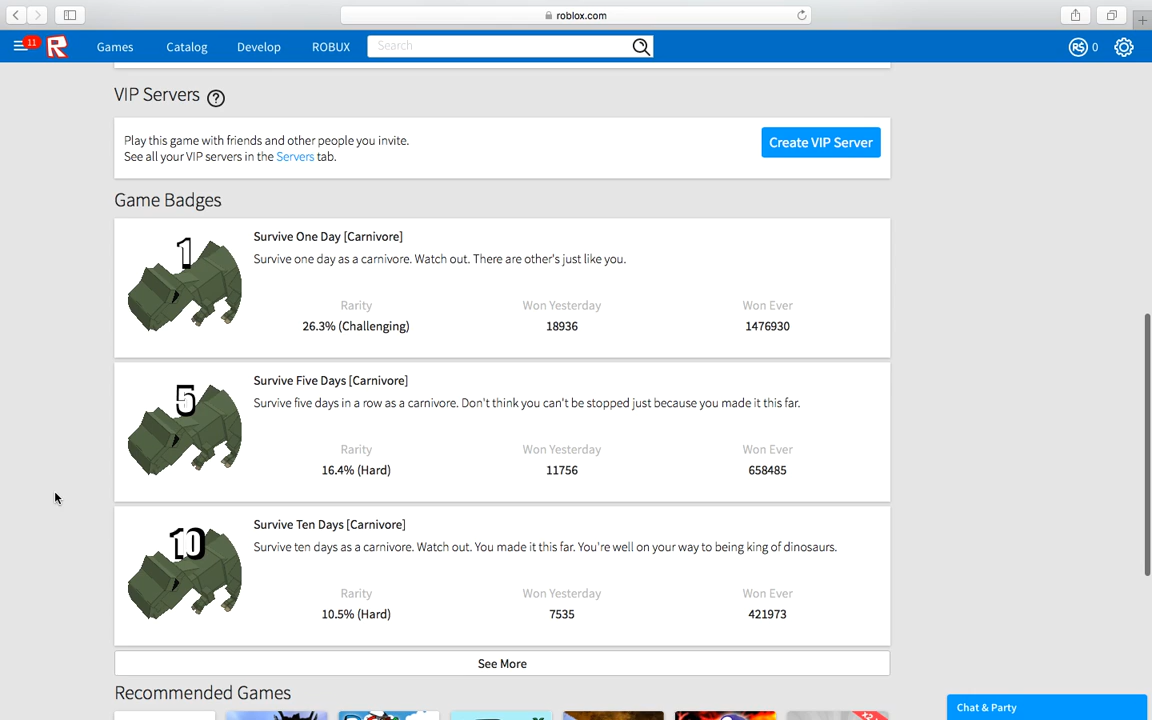 roblox.com
11
R
Games
Catalog
Develop
ROBUX
Search
R$ 0
VIP Servers ?
Play this game with friends and other people you invite.
See all your VIP servers in the Servers tab.
Create VIP Server
Game Badges
1
Survive One Day [Carnivore]
Survive one day as a carnivore. Watch out. There are other's just like you.
Rarity
Won Yesterday
Won Ever
26.3% (Challenging)
18936
1476930
5
Survive Five Days [Carnivore]
Survive five days in a row as a carnivore. Don't think you can't be stopped just because you made it this far.
Rarity
Won Yesterday
Won Ever
16.4% (Hard)
11756
658485
10
Survive Ten Days [Carnivore]
Survive ten days as a carnivore. Watch out. You made it this far. You're well on your way to being king of dinosaurs.
Rarity
Won Yesterday
Won Ever
10.5% (Hard)
7535
421973
See More
Recommended Games
Chat & Party